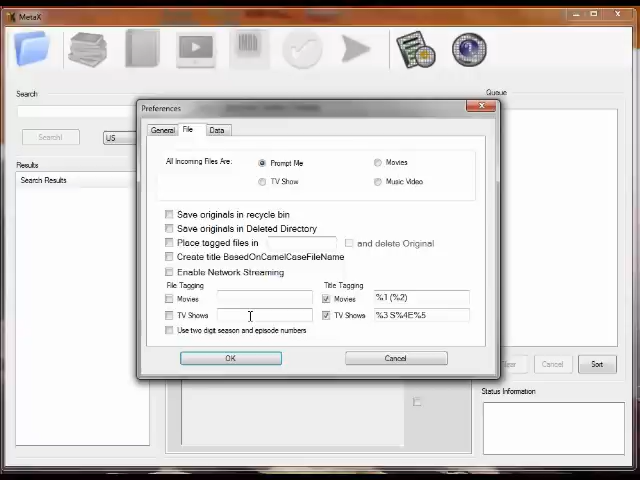 MetaX
Search
Search!
US
Results
Search Results
Queue
Preferences
General File Data
All Incoming Files Are: Prompt Me Movies
TV Show Music Video
Save originals in recycle bin
Save originals in Deleted Directory
Place tagged files in and delete Original
Create title BasedOnCamelCaseFileName
Enable Network Streaming
File Tagging Title Tagging
Movies Movies %1 (%2)
TV Shows TV Shows %3 S%4E%5
Use two digit season and episode numbers
OK Cancel
Cancel Sort
Status Information